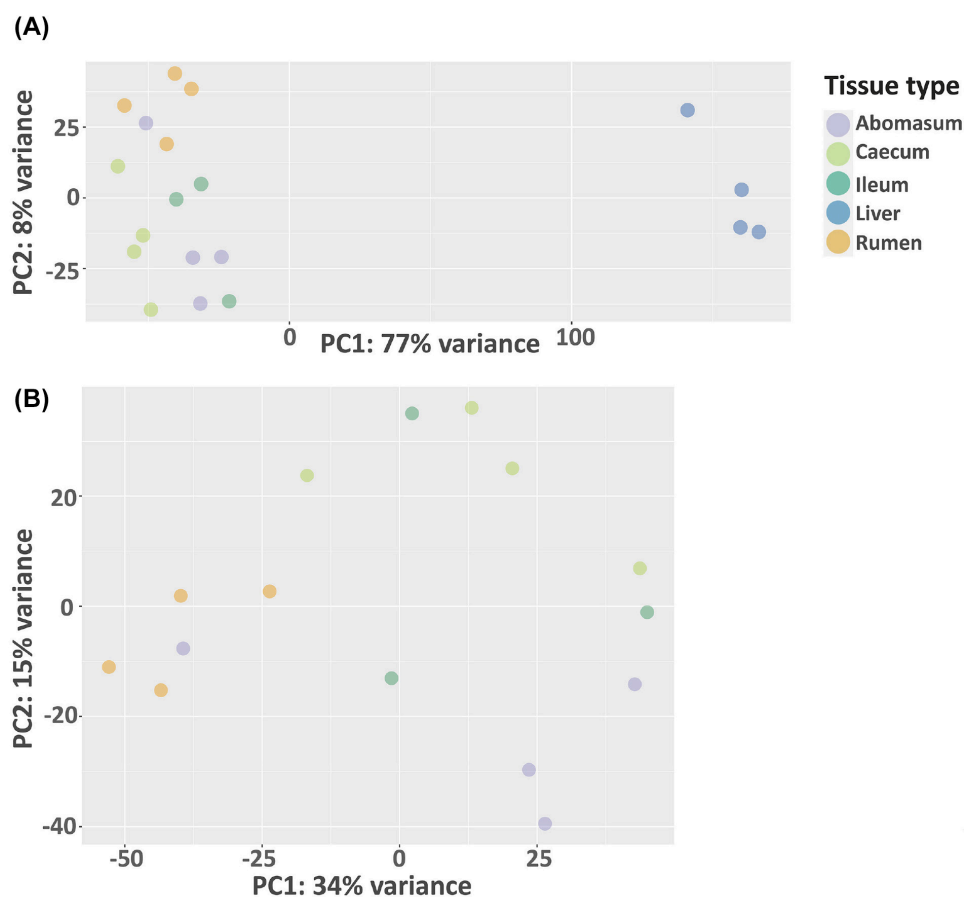 (A)
PC2: 8% variance
25
0
-25
0
100
PC1: 77% variance
Tissue type
Abomasum
Caecum
Ileum
Liver
Rumen
(B)
PC2: 15% variance
20
0
-20
-40
-50
-25
0
25
PC1: 34% variance